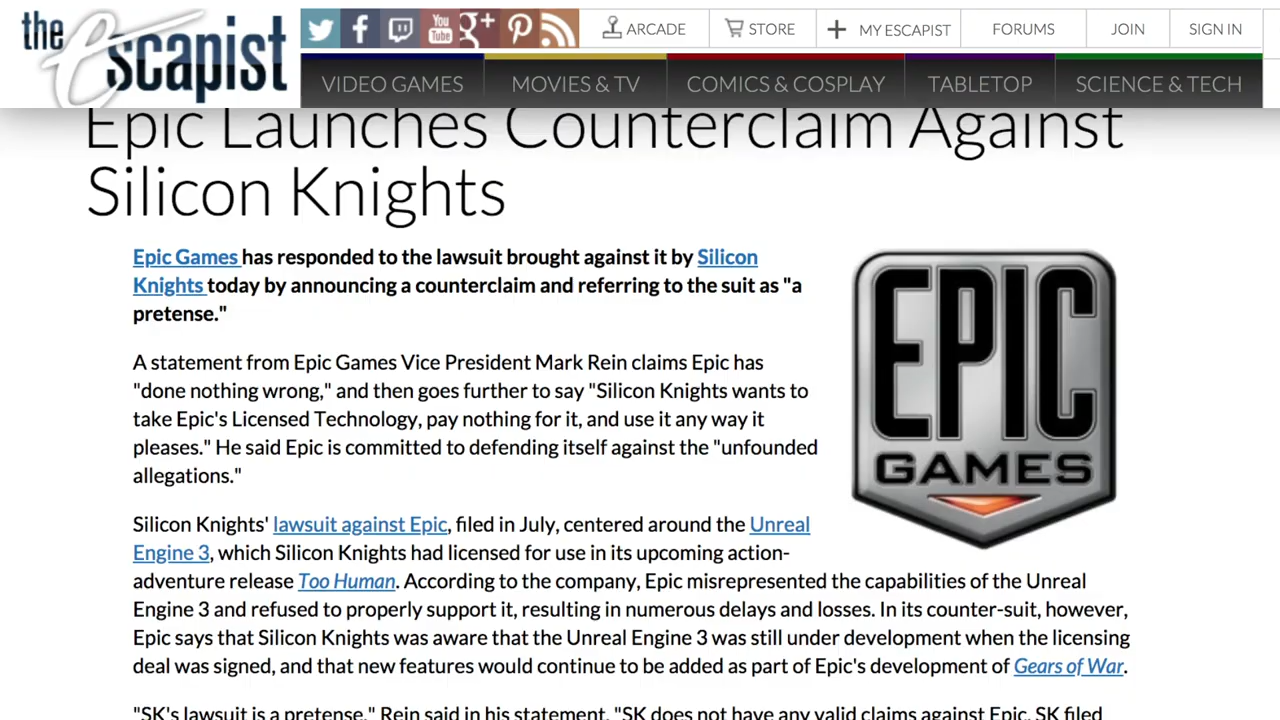 the escapist
You Tube
g+
ARCADE
STORE
+ MY ESCAPIST
FORUMS
JOIN
SIGN IN
VIDEO GAMES
MOVIES & TV
COMICS & COSPLAY
TABLETOP
SCIENCE & TECH
Epic Launches Counterclaim Against
Silicon Knights
Epic Games has responded to the lawsuit brought against it by Silicon
Knights today by announcing a counterclaim and referring to the suit as "a
pretense."
A statement from Epic Games Vice President Mark Rein claims Epic has
"done nothing wrong," and then goes further to say "Silicon Knights wants to
take Epic's Licensed Technology, pay nothing for it, and use it any way it
pleases." He said Epic is committed to defending itself against the "unfounded
allegations."
EPIC
GAMES
Silicon Knights' lawsuit against Epic, filed in July, centered around the Unreal
Engine 3, which Silicon Knights had licensed for use in its upcoming action-
adventure release Too Human. According to the company, Epic misrepresented the capabilities of the Unreal
Engine 3 and refused to properly support it, resulting in numerous delays and losses. In its counter-suit, however,
Epic says that Silicon Knights was aware that the Unreal Engine 3 was still under development when the licensing
deal was signed, and that new features would continue to be added as part of Epic's development of Gears of War.
"SK's lawsuit is a pretense," Rein said in his statement. "SK does not have any valid claims against Epic. SK filed